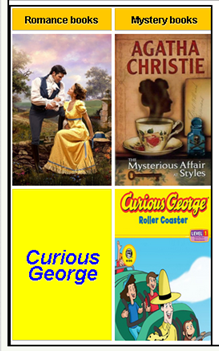 Romance books
Mystery books
AGATHA
CHRISTIE
THE
Mysterious Affair
Styles
Curious
George
Curious George
Roller Coaster
LEVEL 1